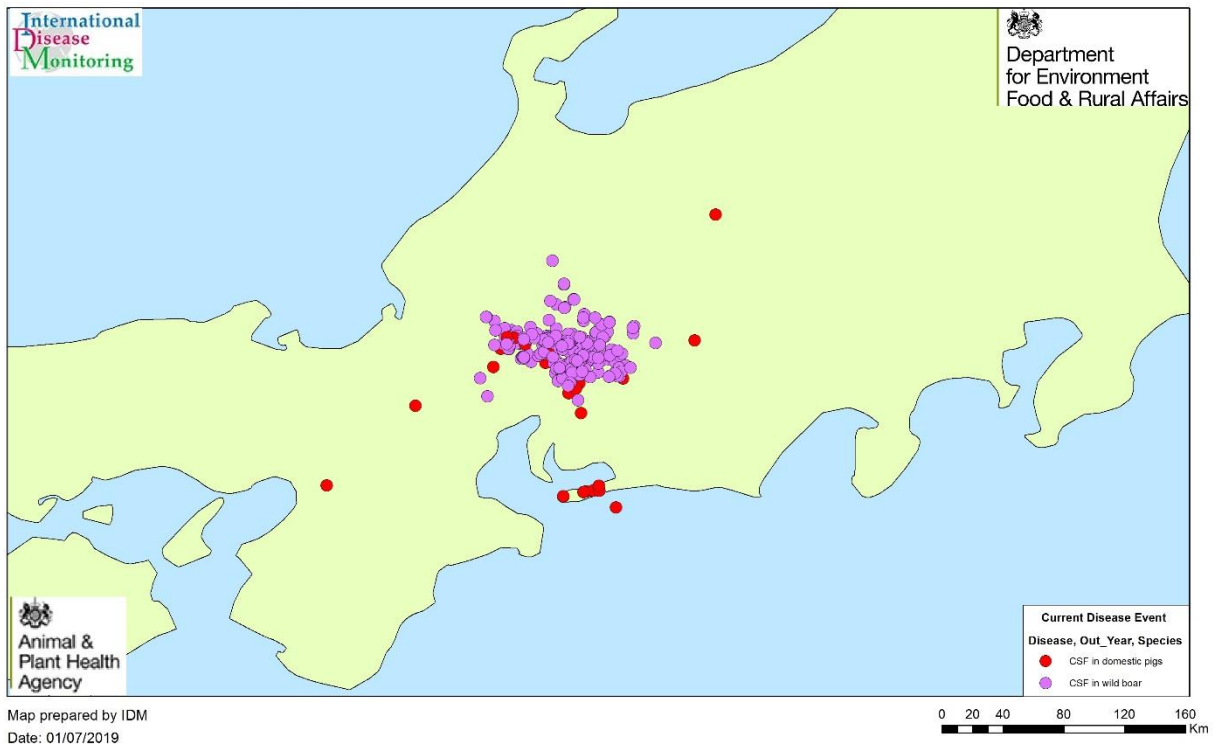 International
Disease
Monitoring
Department
for Environment
Food & Rural Affairs
Animal &
Plant Health
Agency
Current Disease Event
Disease, Out_Year, Species
CSF in domestic pigs
CSF in wild boar
Map prepared by IDM
Date: 01/07/2019
0 20 40 80 120 160
Km